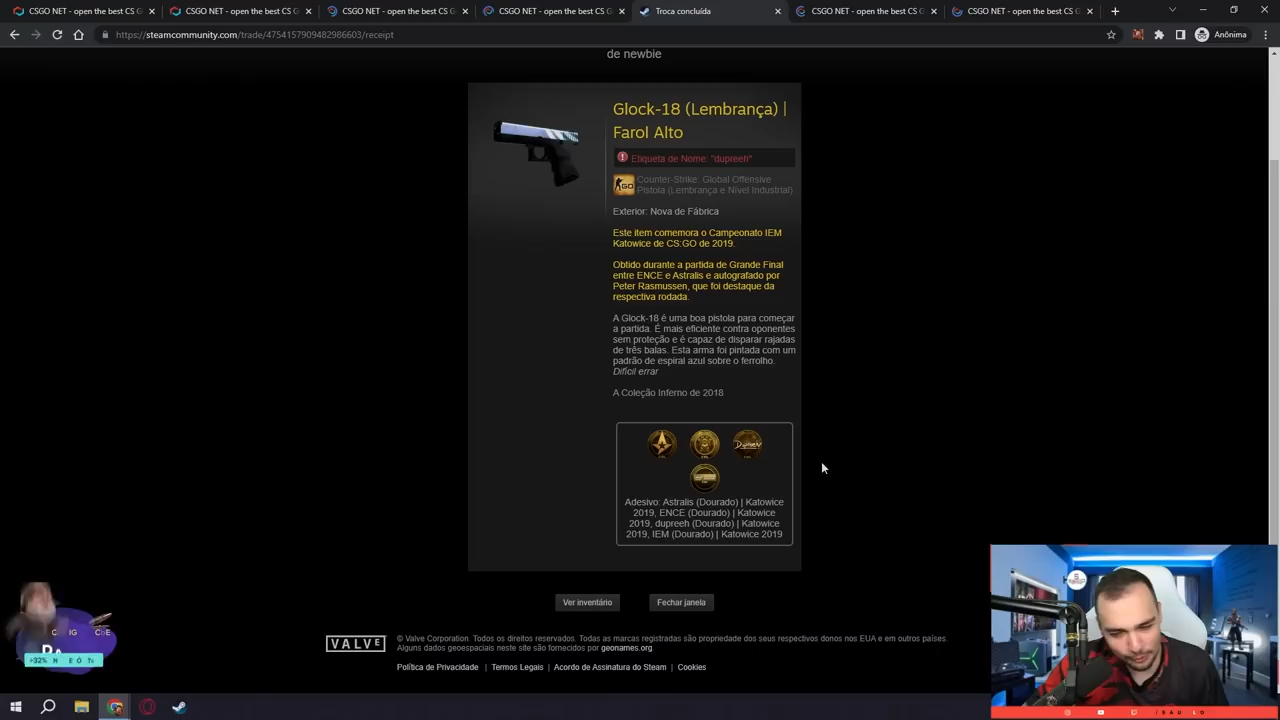 CSGO NET - open the best CS G
CSGO NET - open the best CS G
CSGO NET - open the best CS G
CSGO NET - open the best CS G
Troca concluída
CSGO NET - open the best CS G
CSGO NET - open the best CS G
https://steamcommunity.com/trade/4754157909482986603/receipt
Anônima
de newbie
Glock-18 (Lembrança) |
Farol Alto
Etiqueta de Nome: "dupreeh"
Counter-Strike: Global Offensive
Pistola (Lembrança e Nível Industrial)
Exterior: Nova de Fábrica
Este item comemora o Campeonato IEM
Katowice de CS:GO de 2019.
Obtido durante a partida de Grande Final
entre ENCE e Astralis e autografado por
Peter Rasmussen, que foi destaque da
respectiva rodada.
A Glock-18 é uma boa pistola para começar
a partida. É mais eficiente contra oponentes
sem proteção e é capaz de disparar rajadas
de três balas. Esta arma foi pintada com um
padrão de espiral azul sobre o ferrolho.
Difícil errar
A Coleção Inferno de 2018
Adesivo: Astralis (Dourado) | Katowice
2019, ENCE (Dourado) | Katowice
2019, dupreeh (Dourado) | Katowice
2019, IEM (Dourado) | Katowice 2019
Ver inventário
Fechar janela
VALVE
© Valve Corporation. Todos os direitos reservados. Todas as marcas registradas são propriedade dos seus respectivos donos nos EUA e em outros países.
Alguns dados geoespaciais neste site são fornecidos por geonames.org.
Política de Privacidade | Termos Legais | Acordo de Assinatura do Steam | Cookies